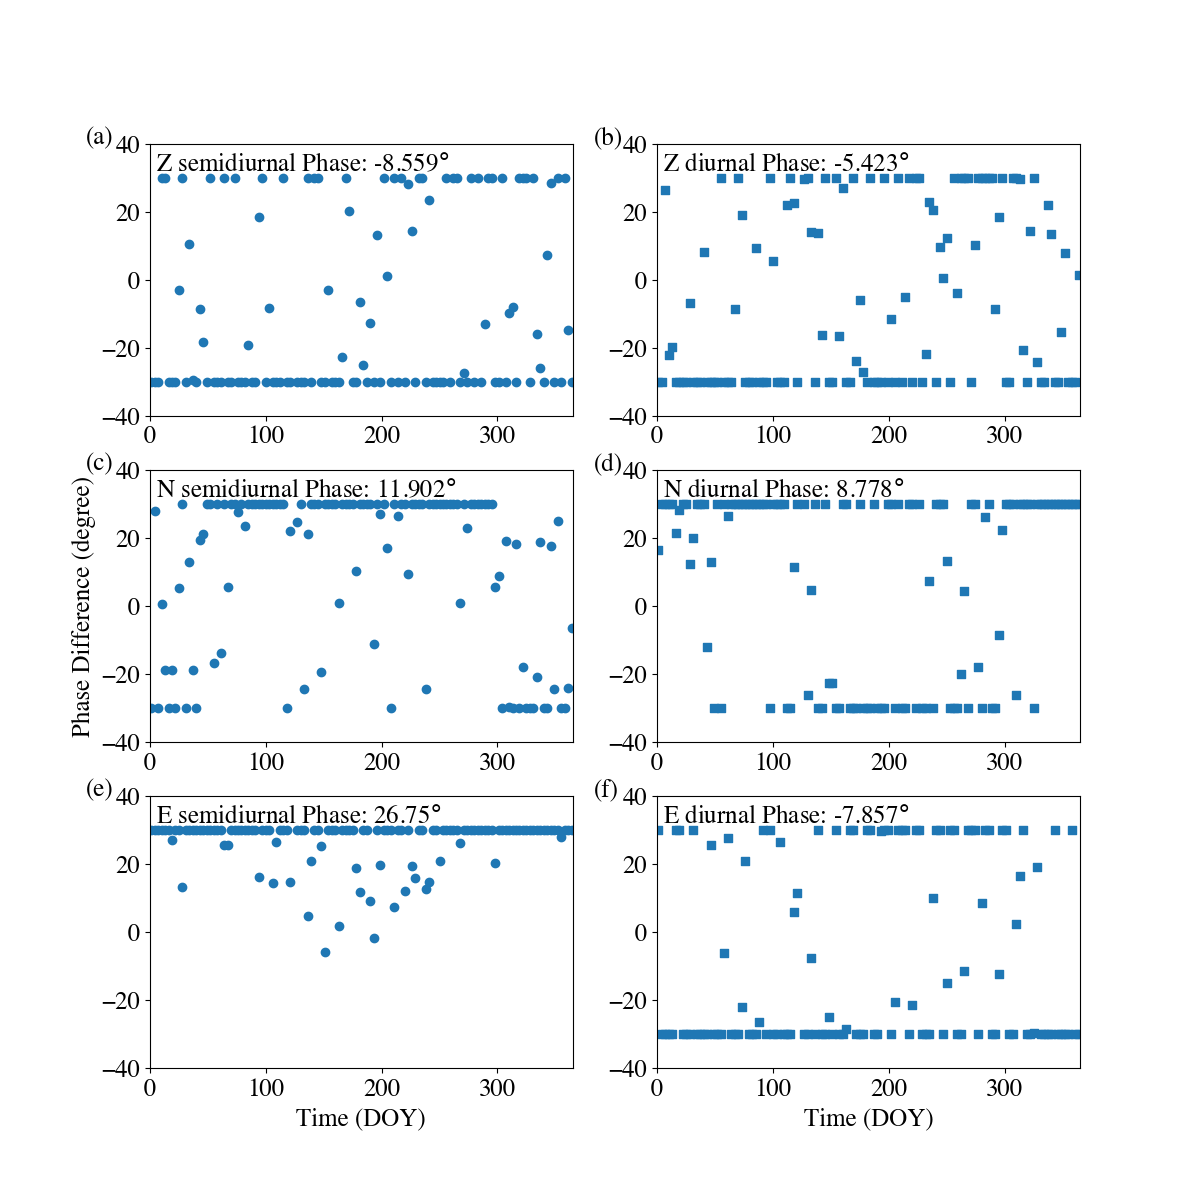 (a)
Z semidiurnal Phase: -8.559°
40
20
0
−20
−40
0 100 200 300
(b)
Z diurnal Phase: -5.423°
40
20
0
−20
−40
0 100 200 300
Phase Difference (degree)
(c)
N semidiurnal Phase: 11.902°
40
20
0
−20
−40
0 100 200 300
(d)
N diurnal Phase: 8.778°
40
20
0
−20
−40
0 100 200 300
(e)
E semidiurnal Phase: 26.75°
40
20
0
−20
−40
0 100 200 300
Time (DOY)
(f)
E diurnal Phase: -7.857°
40
20
0
−20
−40
0 100 200 300
Time (DOY)